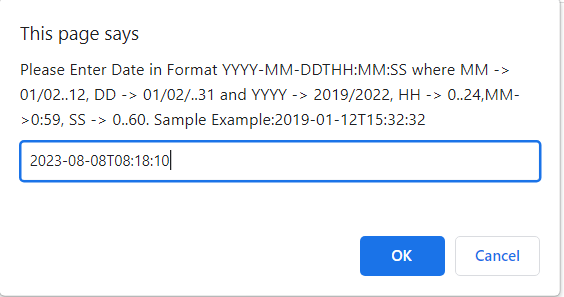 This page says
Please Enter Date in Format YYYY-MM-DDTHH:MM:SS where MM ->
01/02..12, DD -> 01/02/..31 and YYYY -> 2019/2022, HH -> 0..24,MM-
>0:59, SS -> 0..60. Sample Example:2019-01-12T15:32:32
2023-08-08T08:18:10
OK Cancel